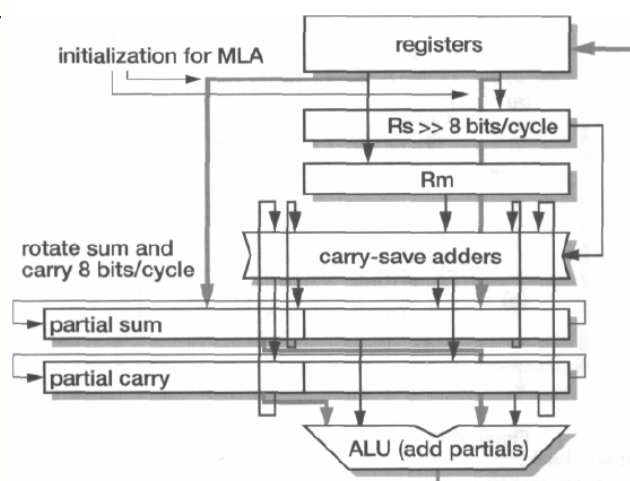 registers
initialization for MLA
Rs >> 8 bits/cycle
Rm
rotate sum and
carry 8 bits/cycle
carry-save adders
partial sum
partial carry
ALU (add partials)